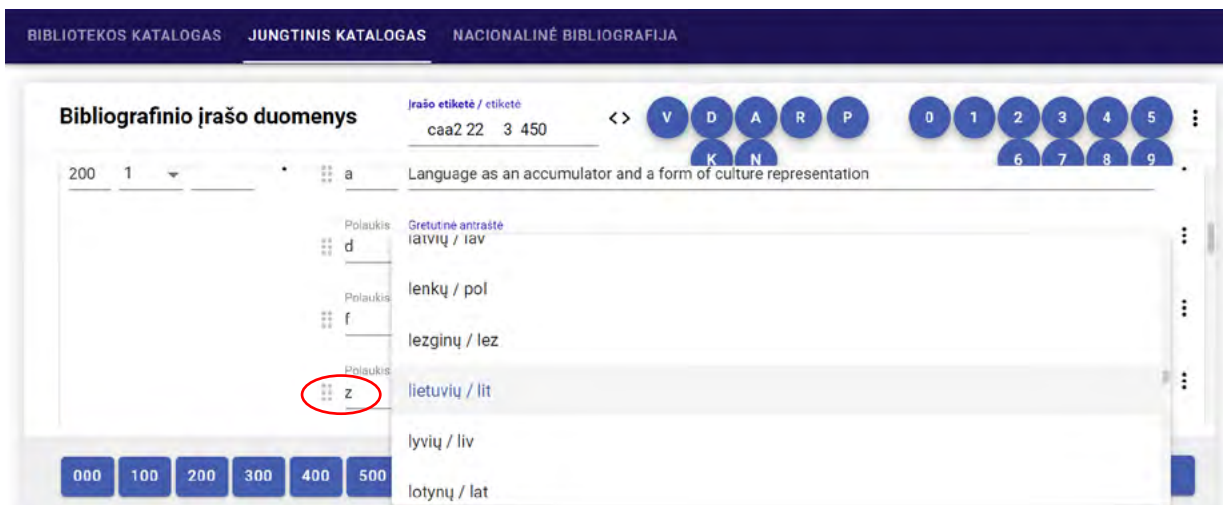 BIBLIOTEKOS KATALOGAS JUNGTINIS KATALOGAS NACIONALINĖ BIBLIOGRAFIJA
Bibliografinio įrašo duomenys
Įrašo etiketė / etiketė
caa2 22 3 450
<> V D A R P 0 1 2 3 4 5
K N 6 7 8 9
200 1 a Language as an accumulator and a form of culture representation
Polaukis Gretutinė antraštė
d latvių / lav
lenkų / pol
Polaukis
f
lezginų / lez
Polaukis
z lietuvių / lit
lyvių / liv
000 100 200 300 400 500
lotynų / lat